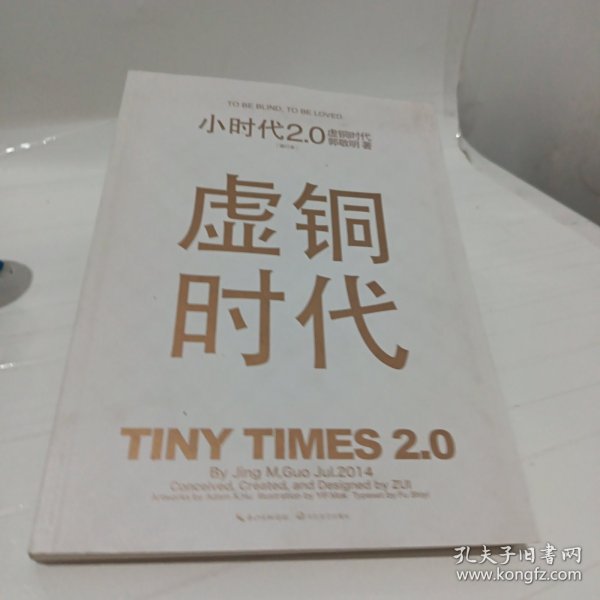 TO BE BLIND, TO BE LOVED
小时代2.0 虚铜时代
郭敬明 著
虚铜
时代
TINY TIMES 2.0
By Jing M.Guo Jul.2014
Conceived, Created, and Designed by ZUI
孔夫子旧书网
www.kongfz.com